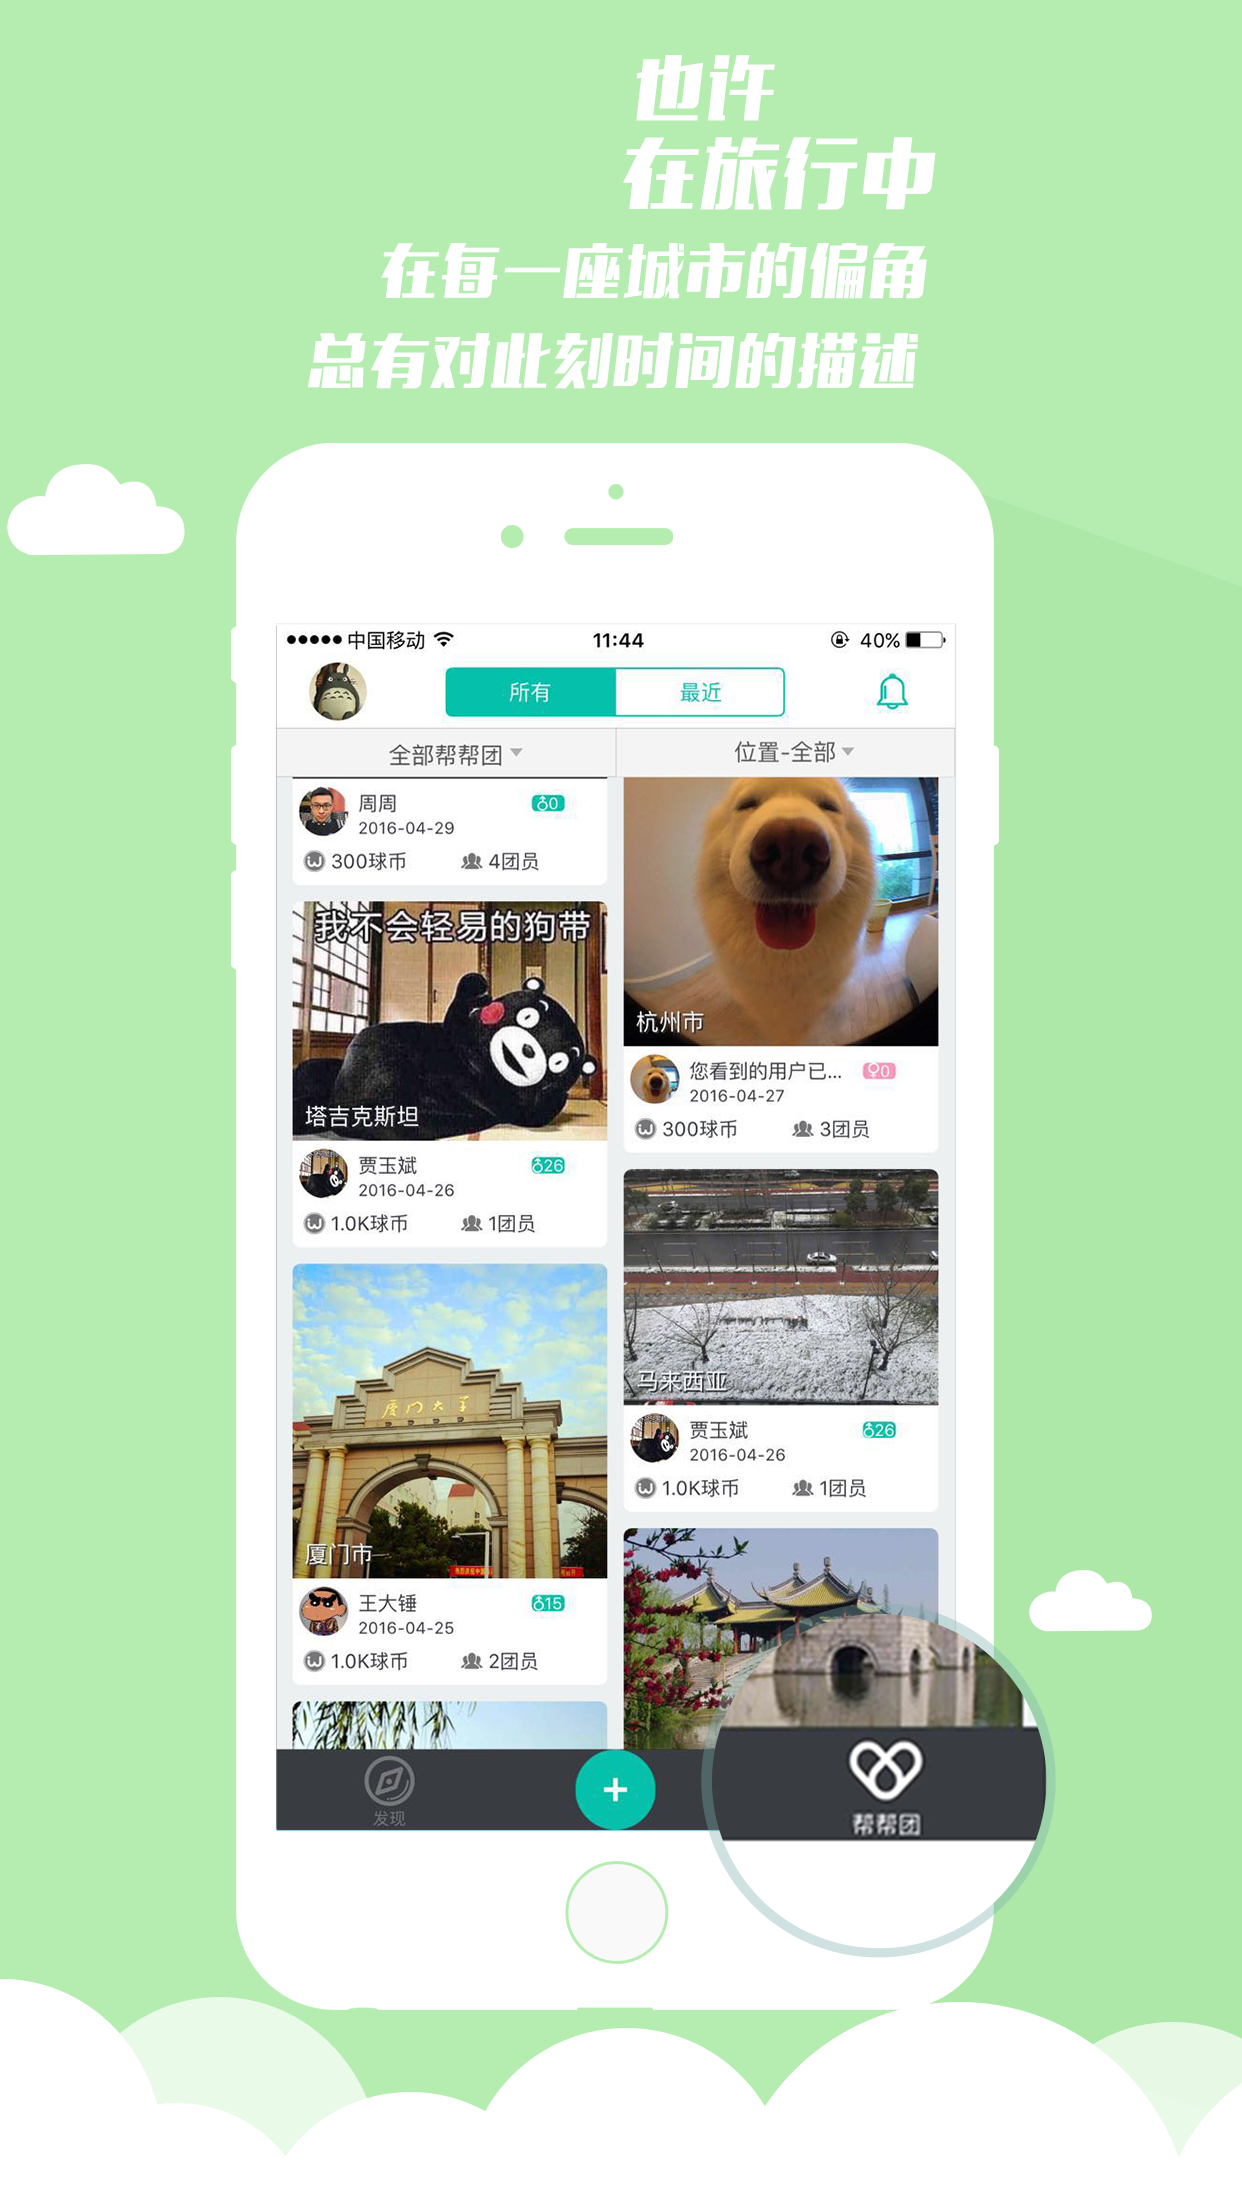 也许
在旅行中
在每一座城市的偏角
总有对此刻时间的描述
中国移动
11:44
40%
所有
最近
全部帮帮团
位置-全部
周周
0
2016-04-29
300球币
4团员
我不会轻易的狗带
塔吉克斯坦
贾玉斌
26
2016-04-26
1.0K球币
1团员
厦门大学
厦门市
王大锤
15
2016-04-25
1.0K球币
2团员
杭州市
您看到的用户已...
0
2016-04-27
300球币
3团员
马来西亚
贾玉斌
26
2016-04-26
1.0K球币
1团员
发现
帮帮团